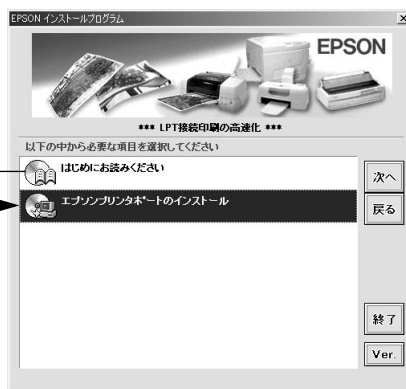 EPSON インストールプログラム
EPSON
*** LPT接続印刷の高速化 ***
以下の中から必要な項目を選択してください
はじめにお読みください
エプソンプリンタポートのインストール
次へ
戻る
終了
Ver.